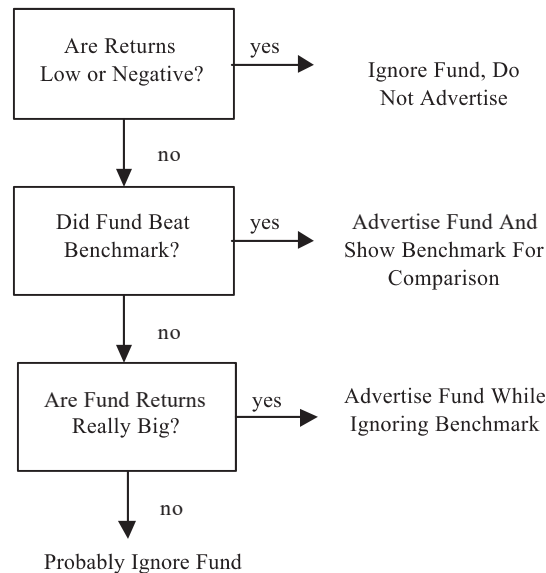 Are Returns
Low or Negative?
yes
Ignore Fund, Do
Not Advertise
no
Did Fund Beat
Benchmark?
yes
Advertise Fund And
Show Benchmark For
Comparison
no
Are Fund Returns
Really Big?
yes
Advertise Fund While
Ignoring Benchmark
no
Probably Ignore Fund